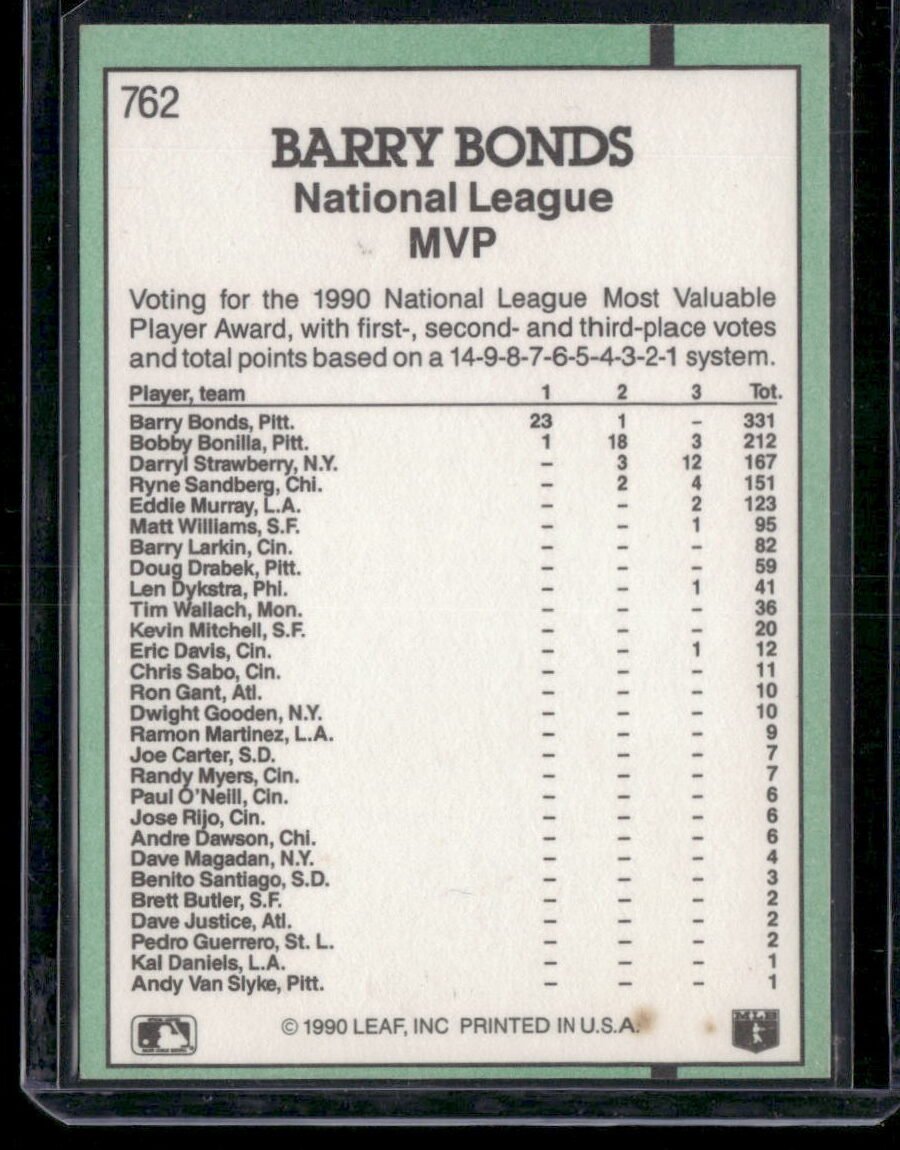 762
BARRY BONDS
National League
MVP
Voting for the 1990 National League Most Valuable
Player Award, with first-, second- and third-place votes
and total points based on a 14-9-8-7-6-5-4-3-2-1 system.
Player, team 1 2 3 Tot.
Barry Bonds, Pitt. 23 1 – 331
Bobby Bonilla, Pitt. 1 18 3 212
Darryl Strawberry, N.Y. – 3 12 167
Ryne Sandberg, Chi. – 2 4 151
Eddie Murray, L.A. – – 2 123
Matt Williams, S.F. – – 1 95
Barry Larkin, Cin. – – – 82
Doug Drabek, Pitt. – – – 59
Len Dykstra, Phi. – – 1 41
Tim Wallach, Mon. – – – 36
Kevin Mitchell, S.F. – – – 20
Eric Davis, Cin. – – 1 12
Chris Sabo, Cin. – – – 11
Ron Gant, Atl. – – – 10
Dwight Gooden, N.Y. – – – 10
Ramon Martinez, L.A. – – – 9
Joe Carter, S.D. – – – 7
Randy Myers, Cin. – – – 7
Paul O'Neill, Cin. – – – 6
Jose Rijo, Cin. – – – 6
Andre Dawson, Chi. – – – 6
Dave Magadan, N.Y. – – – 4
Benito Santiago, S.D. – – – 3
Brett Butler, S.F. – – – 2
Dave Justice, Atl. – – – 2
Pedro Guerrero, St. L. – – – 2
Kal Daniels, L.A. – – – 1
Andy Van Slyke, Pitt. – – – 1
© 1990 LEAF, INC PRINTED IN U.S.A.
MLB